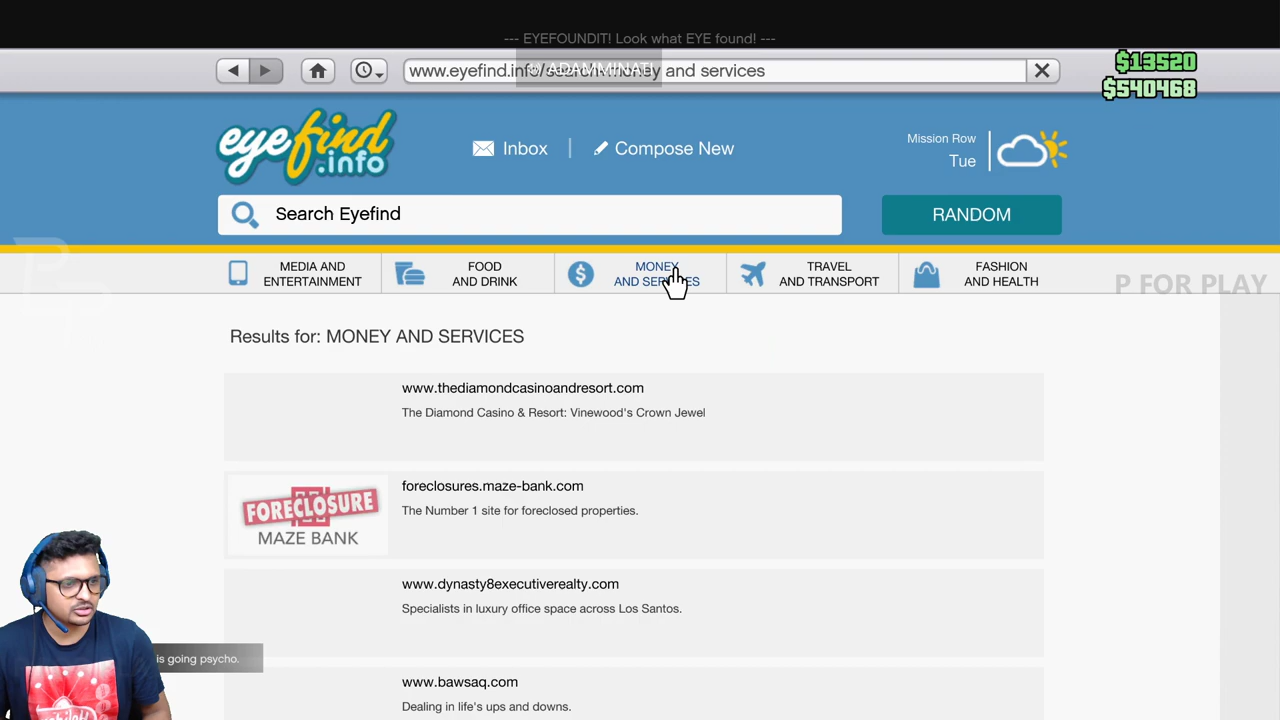 --- EYEFOUNDIT! Look what EYE found! ---
www.eyefind.info/ and services
ADAMMINATI
$13520
$540468
eyefind.info
Inbox
Compose New
Mission Row
Tue
Search Eyefind
RANDOM
MEDIA AND
ENTERTAINMENT
FOOD
AND DRINK
MONEY
AND SERVICES
TRAVEL
AND TRANSPORT
FASHION
AND HEALTH
P FOR PLAY
Results for: MONEY AND SERVICES
www.thediamondcasinoandresort.com
The Diamond Casino & Resort: Vinewood's Crown Jewel
FORECLOSURE
MAZE BANK
foreclosures.maze-bank.com
The Number 1 site for foreclosed properties.
www.dynasty8executiverealty.com
Specialists in luxury office space across Los Santos.
is going psycho.
www.bawsaq.com
Dealing in life's ups and downs.